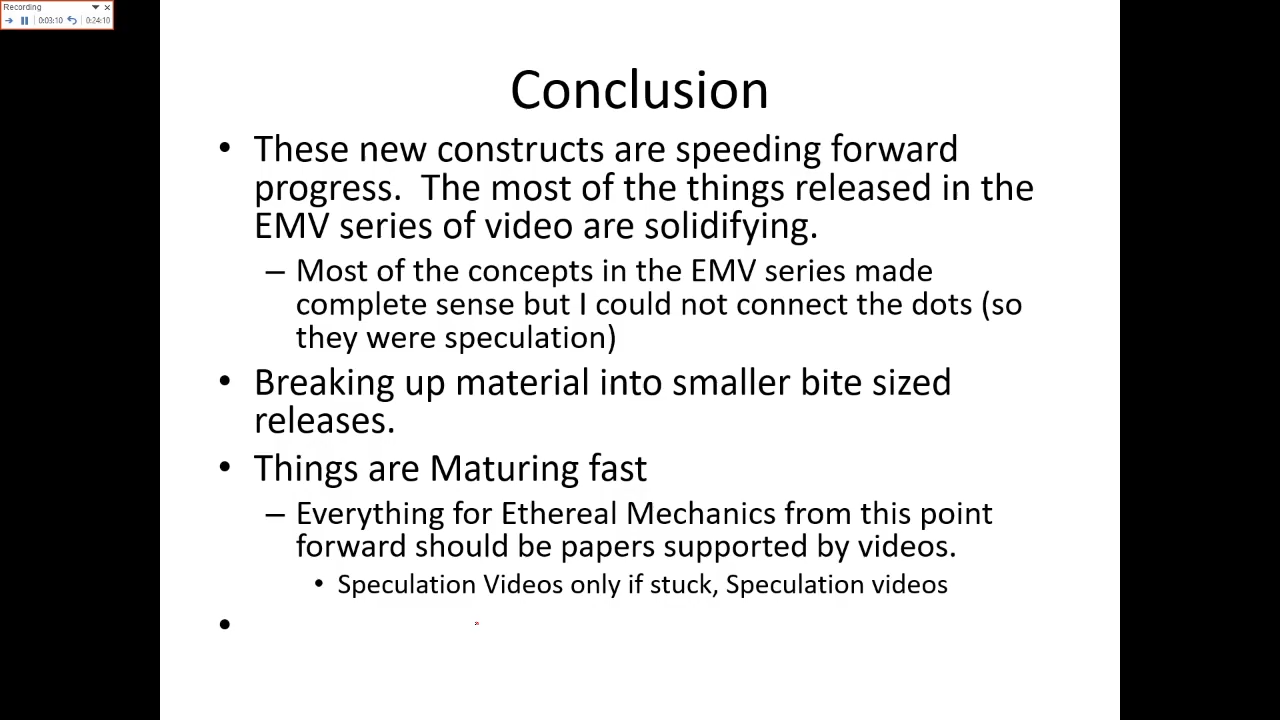 Recording
0:03:10 0:24:10
Conclusion
• These new constructs are speeding forward
progress.  The most of the things released in the
EMV series of video are solidifying.
– Most of the concepts in the EMV series made
complete sense but I could not connect the dots (so
they were speculation)
• Breaking up material into smaller bite sized
releases.
• Things are Maturing fast
– Everything for Ethereal Mechanics from this point
forward should be papers supported by videos.
• Speculation Videos only if stuck, Speculation videos
•